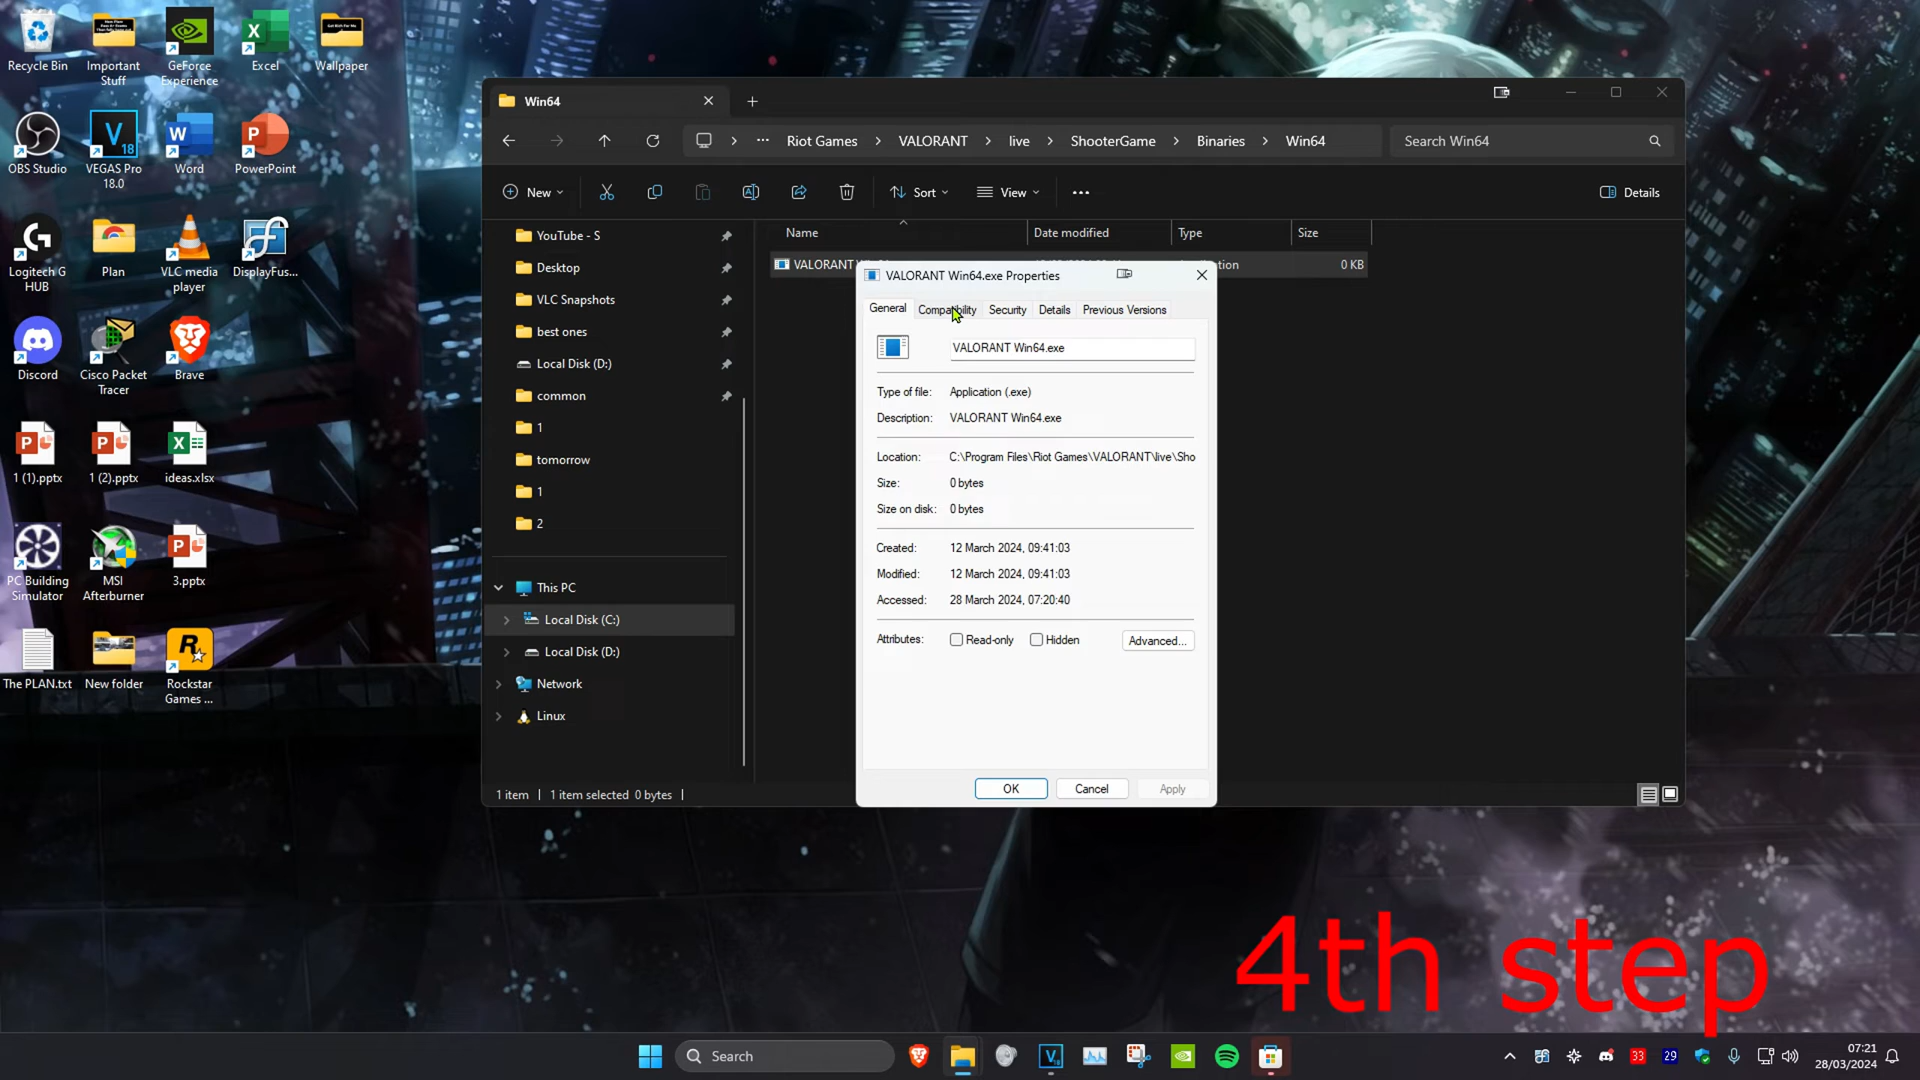 Recycle Bin
Important Stuff
GeForce Experience
Excel
Wallpaper
OBS Studio
VEGAS Pro 18.0
Word
PowerPoint
Logitech G HUB
Plan
VLC media player
DisplayFus...
Discord
Cisco Packet Tracer
Brave
1 (1).pptx
1 (2).pptx
ideas.xlsx
PC Building Simulator
MSI Afterburner
3.pptx
The PLAN.txt
New folder
Rockstar Games ...
Win64
Riot Games
VALORANT
live
ShooterGame
Binaries
Win64
Search Win64
New
Sort
View
Details
YouTube - S
Desktop
VLC Snapshots
best ones
Local Disk (D:)
common
1
tomorrow
1
2
This PC
Local Disk (C:)
Local Disk (D:)
Network
Linux
Name
Date modified
Type
Size
VALORANT
0 KB
1 item
1 item selected 0 bytes
VALORANT Win64.exe Properties
General
Compatibility
Security
Details
Previous Versions
VALORANT Win64.exe
Type of file: Application (.exe)
Description: VALORANT Win64.exe
Location: C:\Program Files\Riot Games\VALORANT\live\Sho
Size: 0 bytes
Size on disk: 0 bytes
Created: 12 March 2024, 09:41:03
Modified: 12 March 2024, 09:41:03
Accessed: 28 March 2024, 07:20:40
Attributes: Read-only Hidden Advanced...
OK
Cancel
Apply
4th step
Search
33
29
07:21
28/03/2024